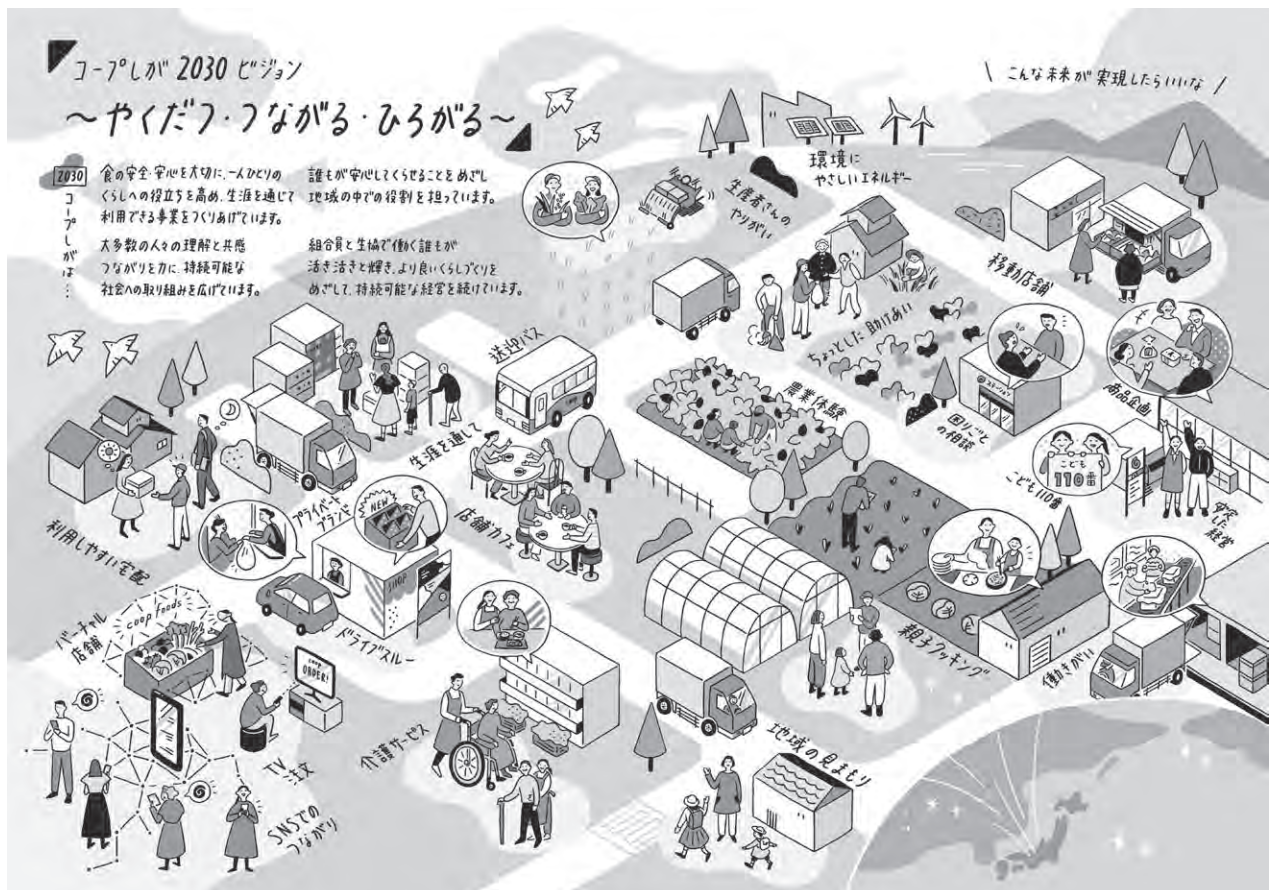 コープしが 2030 ビジョン
～やくだつ・つながる・ひろがる～
こんな未来が実現したらいいな
2030
コープしがは…
食の安全・安心を大切に、一人ひとりの
くらしへの役立ちを高め、生涯を通じて
利用できる事業をつくりあげています。
誰もが安心してくらせることをめざし
地域の中での役割を担っています。
大多数の人々の理解と共感
つながりを力に、持続可能な
社会への取り組みを広げています。
組合員と生協で働く誰もが
活き活きと輝き、より良いくらしづくりを
めざして、持続可能な経営を続けています。
環境に
やさしいエネルギー
生産者さんの
やりがい
移動店舗
ちょっとした助けあい
送迎バス
農業体験
困りごと
の相談
商品企画
こども110番
こども
110番
安定した
経営
生涯を通して
店舗カフェ
プライベート
ブランド
NEW
利用しやすい宅配
SHOP
ドライブスルー
バーチャル
店舗
coop foods
coop
ORDER!
TV
注文
SNSでの
つながり
介護サービス
親子クッキング
働きがい
地域の見まもり